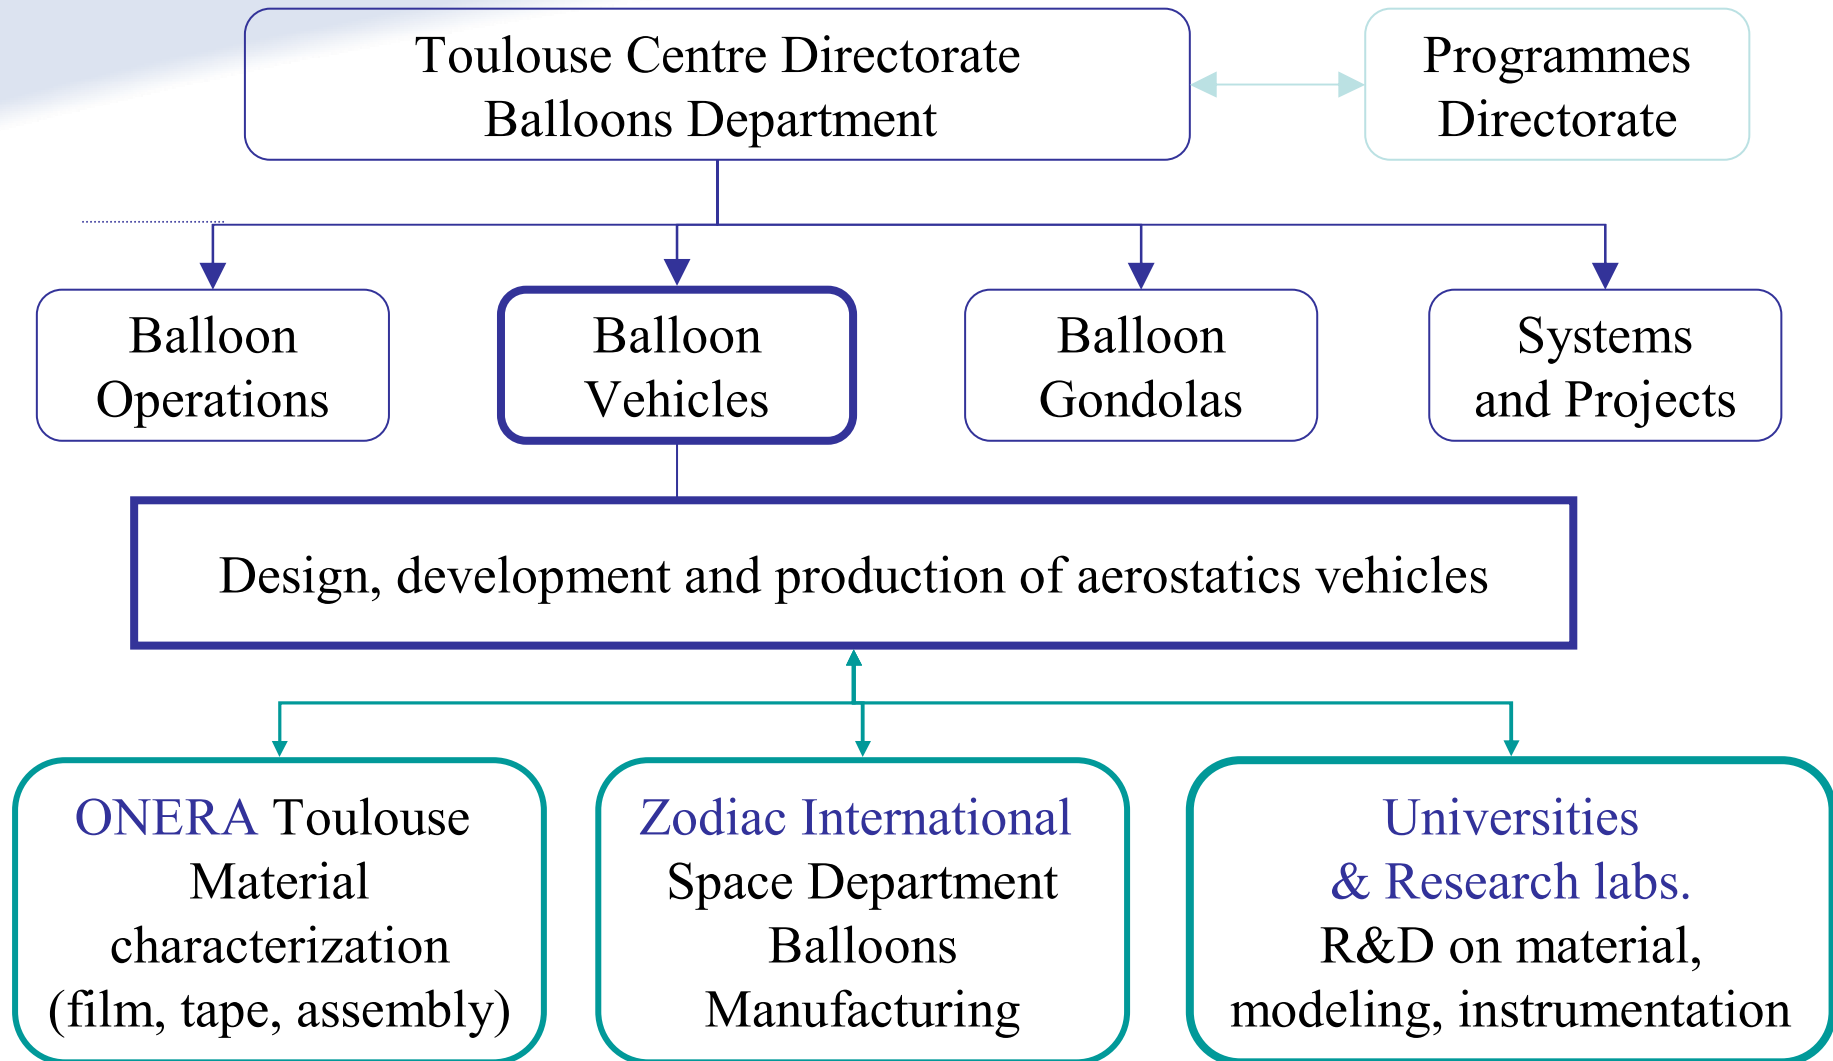 Toulouse Centre Directorate
Balloons Department
Programmes
Directorate
Balloon
Operations
Balloon
Vehicles
Balloon
Gondolas
Systems
and Projects
Design, development and production of aerostatics vehicles
ONERA Toulouse
Material
characterization
(film, tape, assembly)
Zodiac International
Space Department
Balloons
Manufacturing
Universities
& Research labs.
R&D on material,
modeling, instrumentation